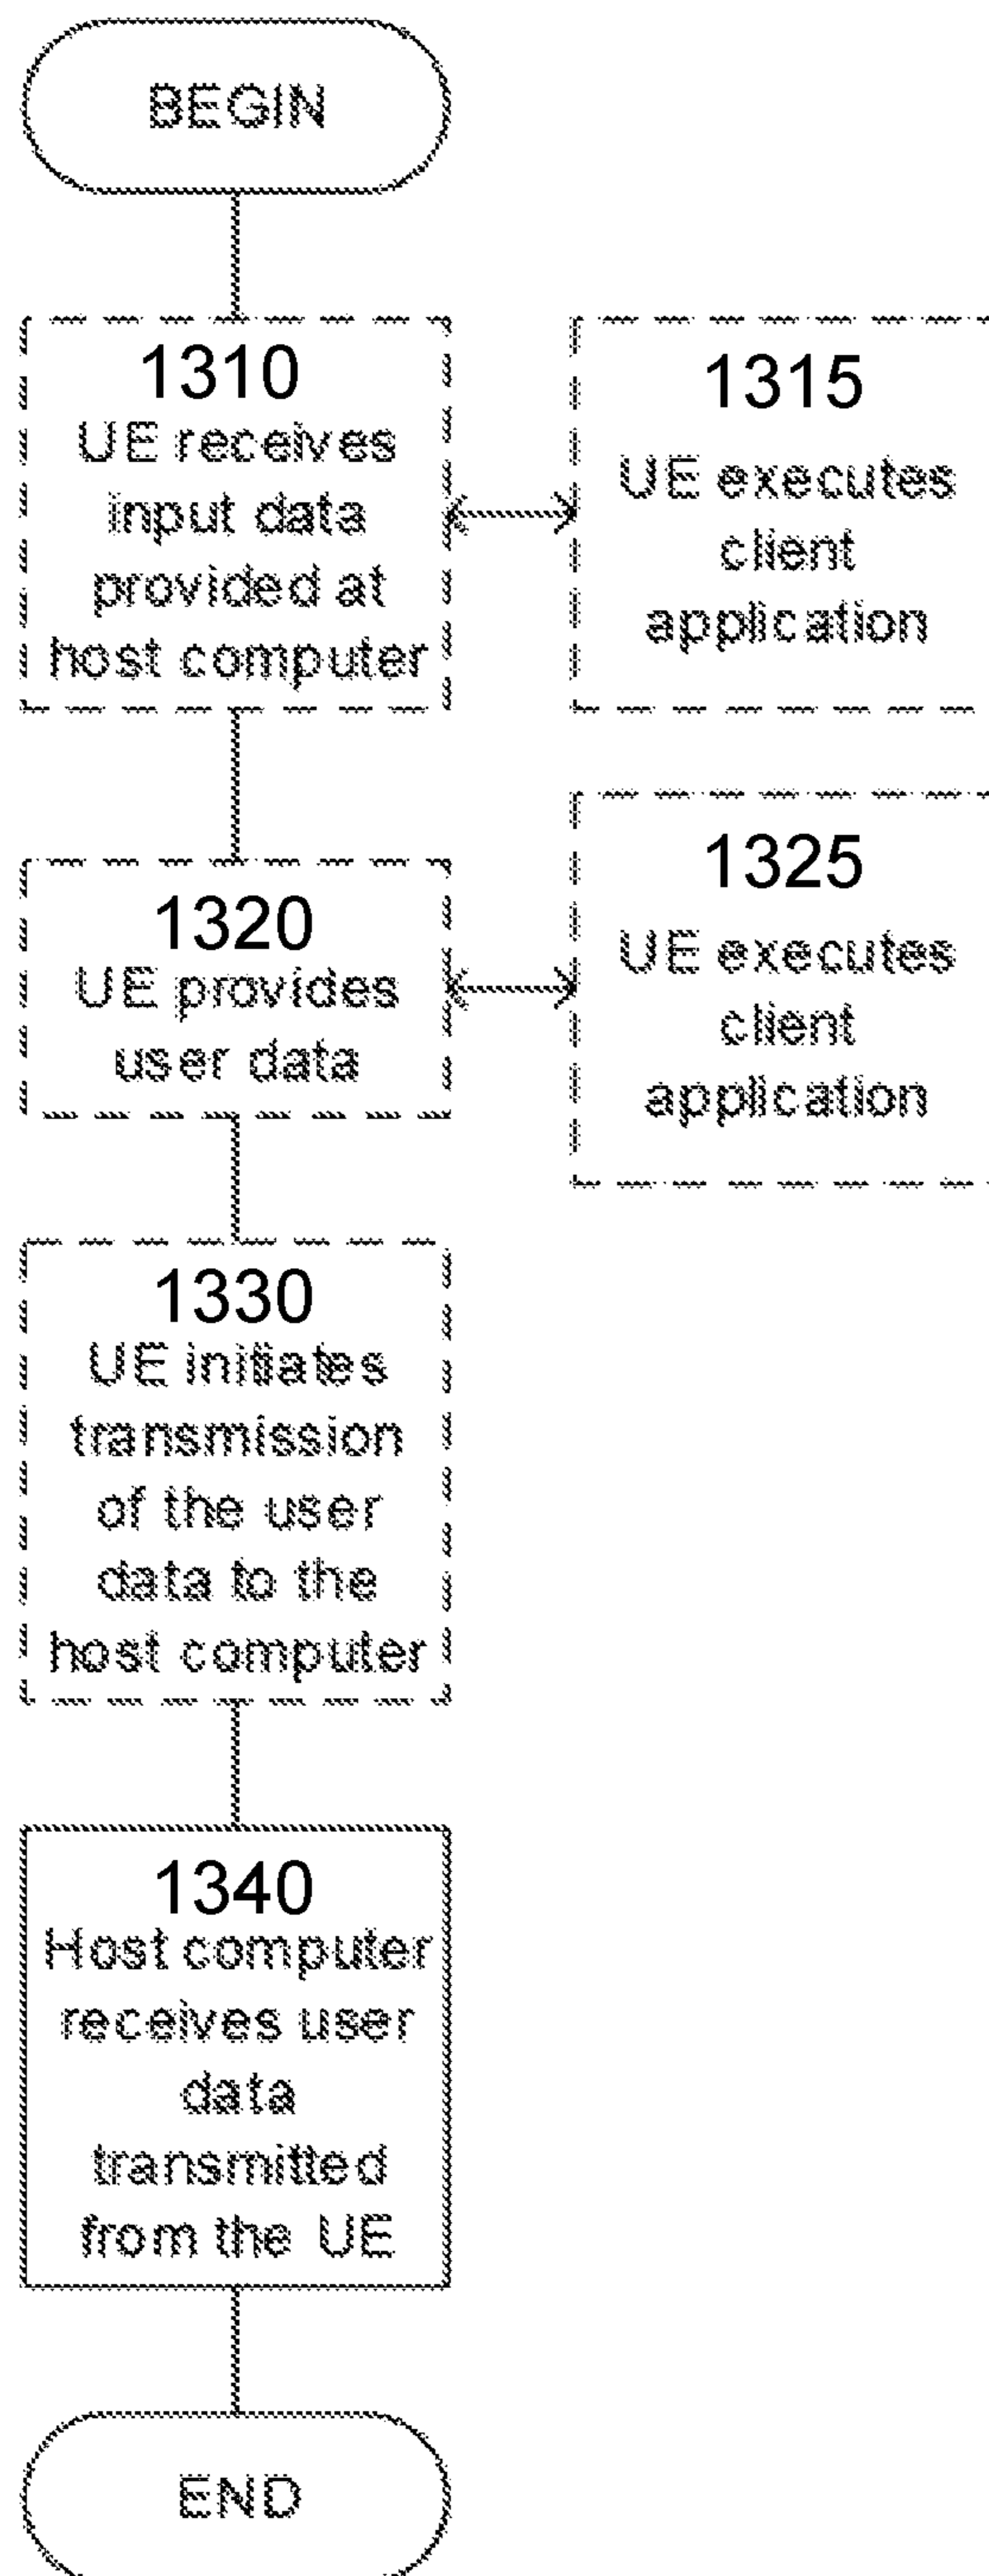 BEGIN
1310
UE receives
input data
provided at
host computer
1315
UE executes
client
application
1320
UE provides
user data
1325
UE executes
client
application
1330
UE initiates
transmission
of the user
data to the
host computer
1340
Host computer
receives user
data
transmitted
from the UE
END